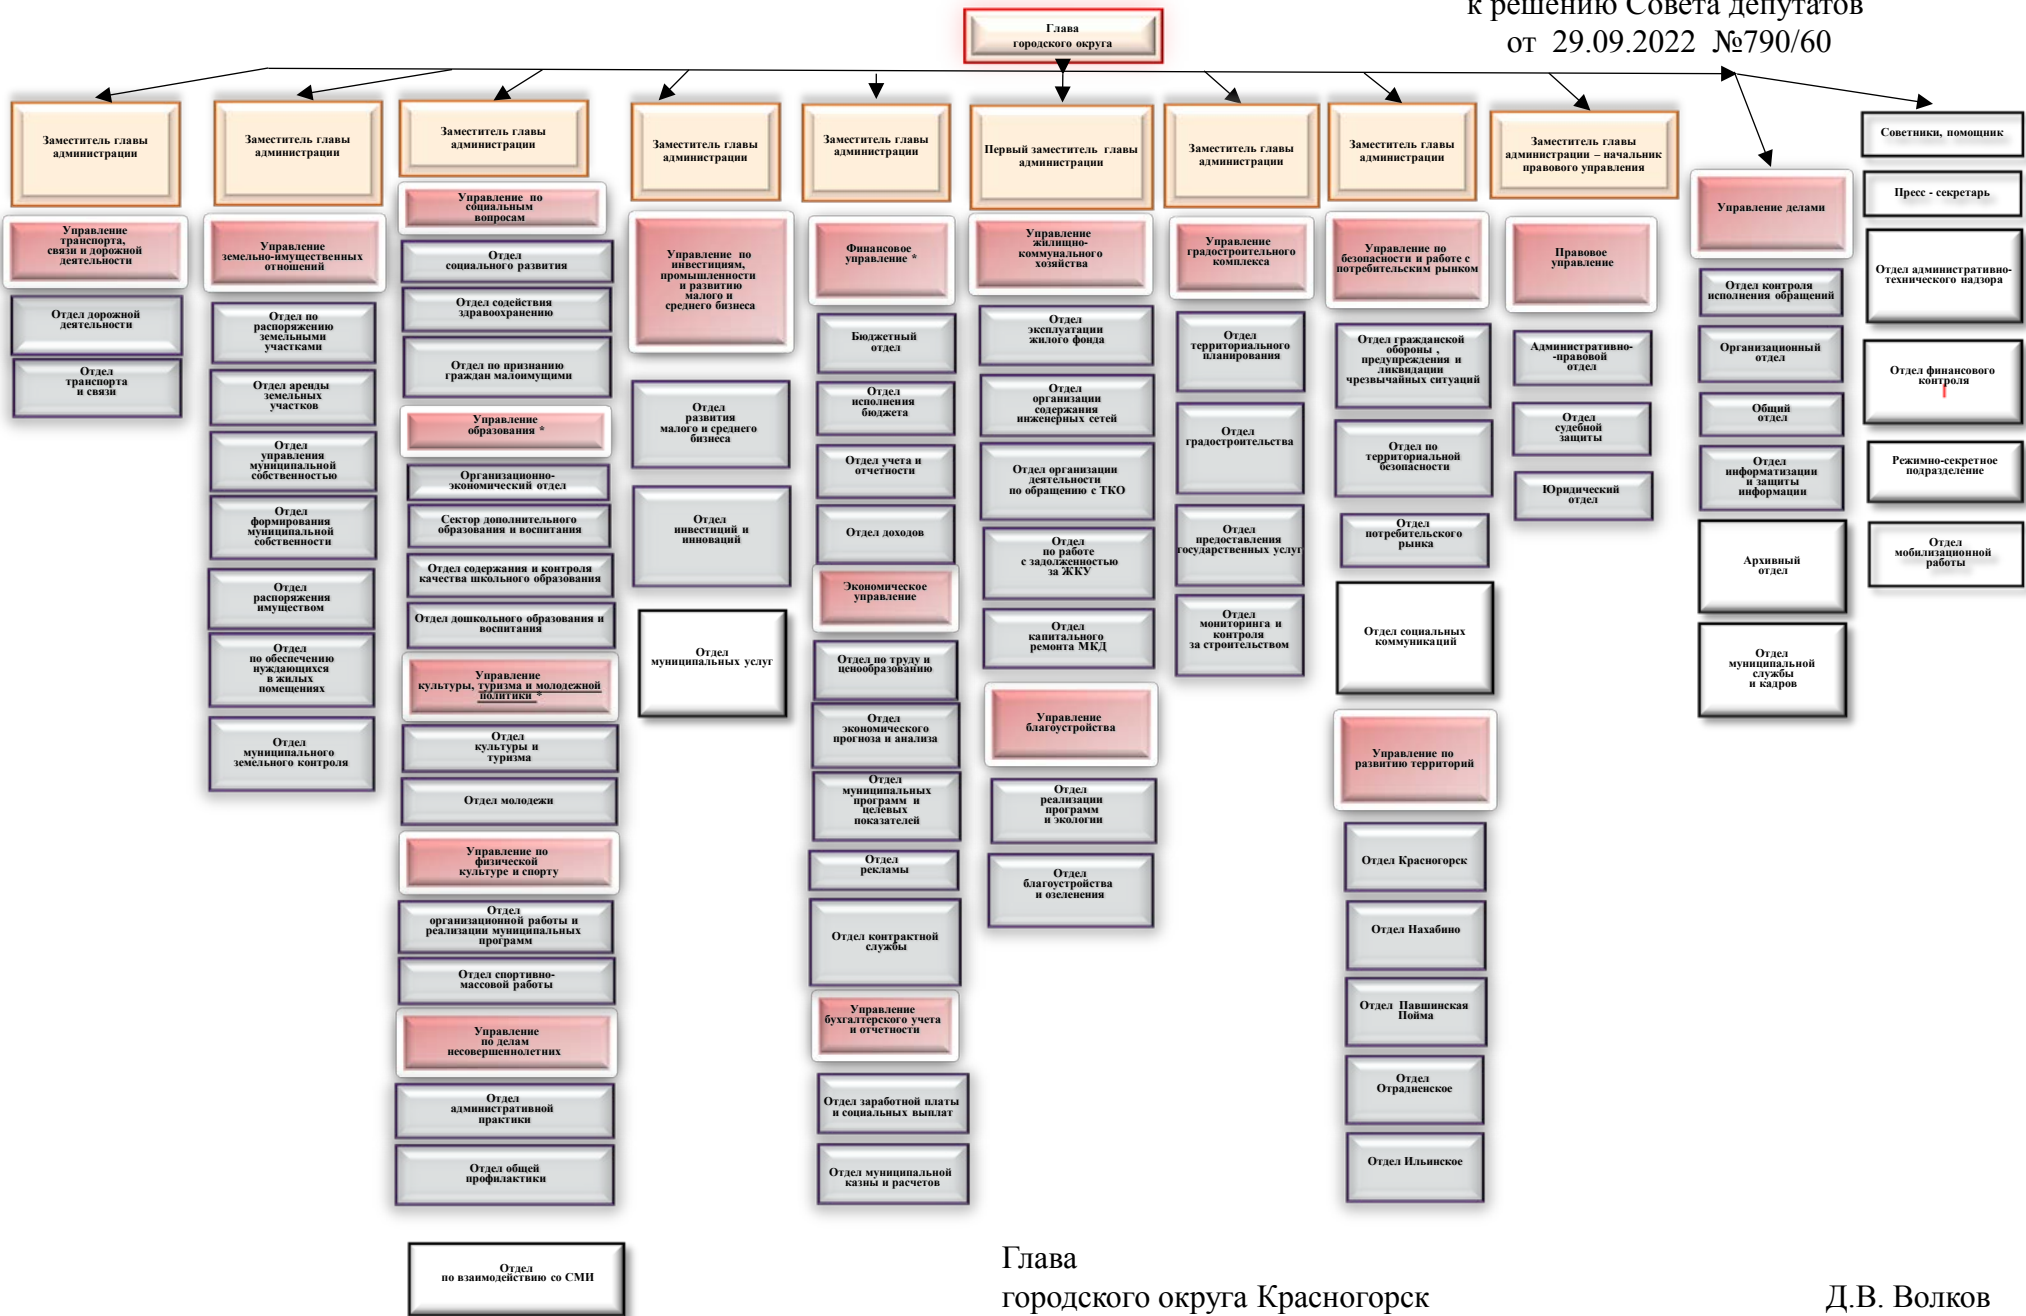 к решению Совета депутатов
от 29.09.2022 №790/60
Глава
городского округа
Заместитель главы
администрации
Управление
транспорта,
связи и дорожной
деятельности
Отдел дорожной
деятельности
Отдел
транспорта
и связи
Заместитель главы
администрации
Управление
земельно-имущественных
отношений
Отдел по
распоряжению
земельными
участками
Отдел аренды
земельных
участков
Отдел
управления
муниципальной
собственностью
Отдел
формирования
муниципальной
собственности
Отдел
распоряжения
имуществом
Отдел
по обеспечению
нуждающихся
в жилых
помещениях
Отдел
муниципального
земельного контроля
Заместитель главы
администрации
Управление по
социальным
вопросам
Отдел
социального развития
Отдел содействия
здравоохранению
Отдел по признанию
граждан малоимущими
Управление
образования *
Организационно-
экономический отдел
Сектор дополнительного
образования и воспитания
Отдел содержания и контроля
качества школьного образования
Отдел дошкольного образования и
воспитания
Управление
культуры, туризма и молодежной
политики *
Отдел
культуры и
туризма
Отдел молодежи
Управление по
физической
культуре и спорту
Отдел
организационной работы и
реализации муниципальных
программ
Отдел спортивно-
массовой работы
Управление
по делам
несовершеннолетних
Отдел
административной
практики
Отдел общей
профилактики
Отдел
по взаимодействию со СМИ
Заместитель главы
администрации
Управление по
инвестициям,
промышленности
и развитию
малого и
среднего бизнеса
Отдел
развития
малого и среднего
бизнеса
Отдел
инвестиций и
инноваций
Отдел
муниципальных услуг
Заместитель главы
администрации
Финансовое
управление *
Бюджетный
отдел
Отдел
исполнения
бюджета
Отдел учета и
отчетности
Отдел доходов
Экономическое
управление
Отдел по труду и
ценообразованию
Отдел
экономического
прогноза и анализа
Отдел
муниципальных
программ и
целевых
показателей
Отдел
рекламы
Отдел контрактной
службы
Управление
бухгалтерского учета
и отчетности
Отдел заработной платы
и социальных выплат
Отдел муниципальной
казны и расчетов
Первый заместитель главы
администрации
Управление
жилищно-
коммунального
хозяйства
Отдел
эксплуатации
жилого фонда
Отдел
организации
содержания
инженерных сетей
Отдел организации
деятельности
по обращению с ТКО
Отдел
по работе
с задолженностью
за ЖКУ
Отдел
капитального
ремонта МКД
Управление
благоустройства
Отдел
реализации
программ
и экологии
Отдел
благоустройства
и озеленения
Заместитель главы
администрации
Управление
градостроительного
комплекса
Отдел
территориального
планирования
Отдел
градостроительства
Отдел
предоставления
государственных услуг
Отдел
мониторинга и
контроля
за строительством
Заместитель главы
администрации
Управление по
безопасности и работе с
потребительским рынком
Отдел гражданской
обороны ,
предупреждения и
ликвидации
чрезвычайных ситуаций
Отдел по
территориальной
безопасности
Отдел
потребительского
рынка
Отдел социальных
коммуникаций
Управление по
развитию территорий
Отдел Красногорск
Отдел Нахабино
Отдел Павшинская
Пойма
Отдел
Отрадненское
Отдел Ильинское
Заместитель главы
администрации – начальник
правового управления
Правовое
управление
Административно-
-правовой
отдел
Отдел
судебной
защиты
Юридический
отдел
Управление делами
Отдел контроля
исполнения обращений
Организационный
отдел
Общий
отдел
Отдел
информатизации
и защиты
информации
Архивный
отдел
Отдел
муниципальной
службы
и кадров
Советники, помощник
Пресс - секретарь
Отдел административно-
технического надзора
Отдел финансового
контроля
Режимно-секретное
подразделение
Отдел
мобилизационной
работы
Глава
городского округа Красногорск
Д.В. Волков